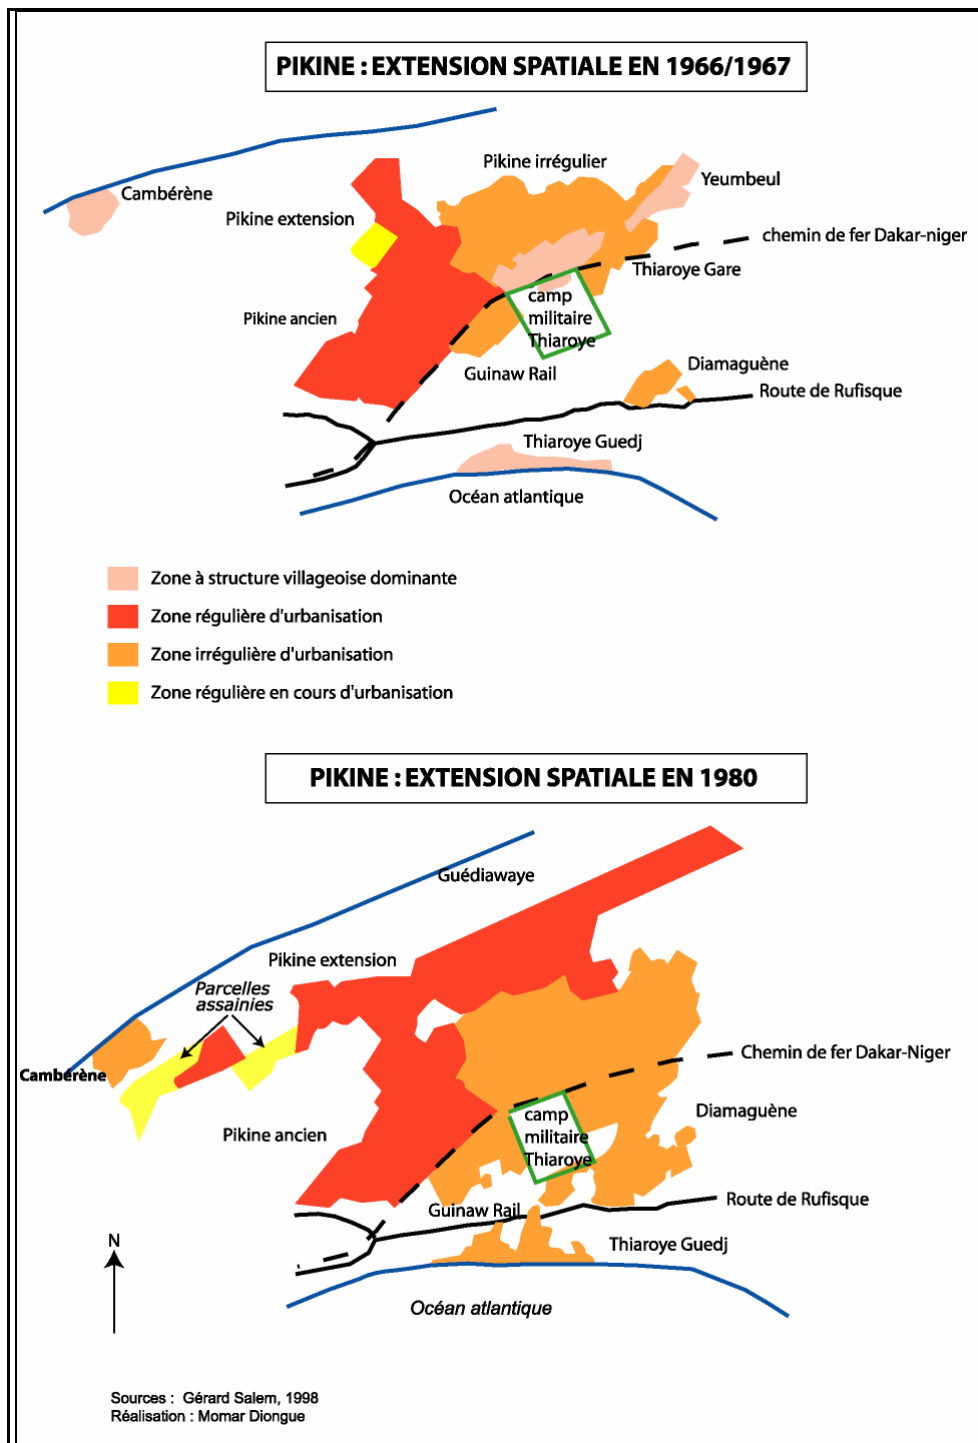 PIKINE : EXTENSION SPATIALE EN 1966/1967
Pikine irrégulier
Yeumbeul
Cambérène
Pikine extension
chemin de fer Dakar-niger
Thiaroye Gare
camp
militaire
Thiaroye
Pikine ancien
Guinaw Rail
Diamaguène
Route de Rufisque
Thiaroye Guedj
Océan atlantique
Zone à structure villageoise dominante
Zone régulière d'urbanisation
Zone irrégulière d'urbanisation
Zone régulière en cours d'urbanisation
PIKINE : EXTENSION SPATIALE EN 1980
Guédiawaye
Pikine extension
Parcelles
assainies
Cambèrène
Chemin de fer Dakar-Niger
camp
militaire
Thiaroye
Diamaguène
Pikine ancien
Route de Rufisque
Guinaw Rail
Thiaroye Guedj
N
Océan atlantique
Sources : Gérard Salem, 1998
Réalisation : Momar Diongue